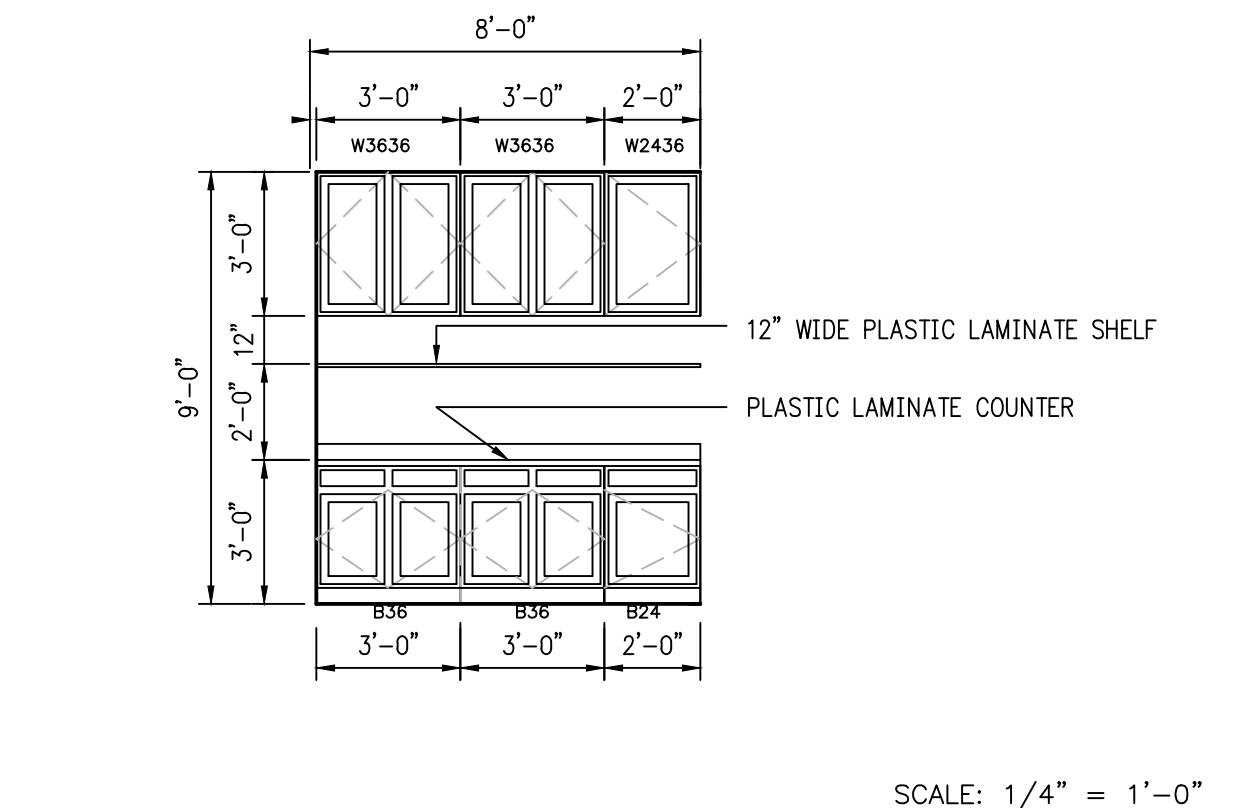 8'-0"
3'-0" 3'-0" 2'-0"
W3636 W3636 W2436
3'-0"
12"
12" WIDE PLASTIC LAMINATE SHELF
9'-0"
2'-0"
PLASTIC LAMINATE COUNTER
3'-0"
B36 B36 B24
3'-0" 3'-0" 2'-0"
SCALE: 1/4" = 1'-0"